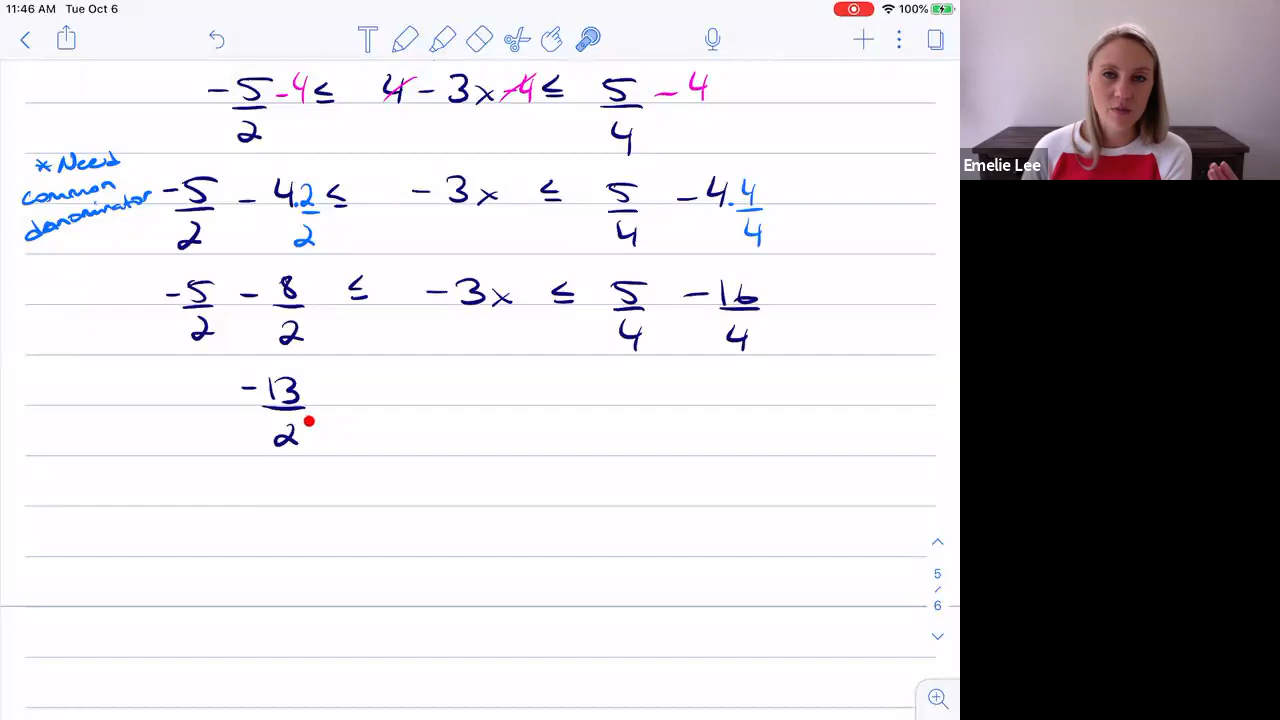 11:46 AM Tue Oct 6
100%
-5/2 - 4 ≤ 4 - 3x - 4 ≤ 5/4 - 4
* Need
common
denominator
-5/2 - 4·2/2 ≤ -3x ≤ 5/4 - 4·4/4
-5/2 - 8/2 ≤ -3x ≤ 5/4 - 16/4
-13/2
Emelie Lee
5
/
6